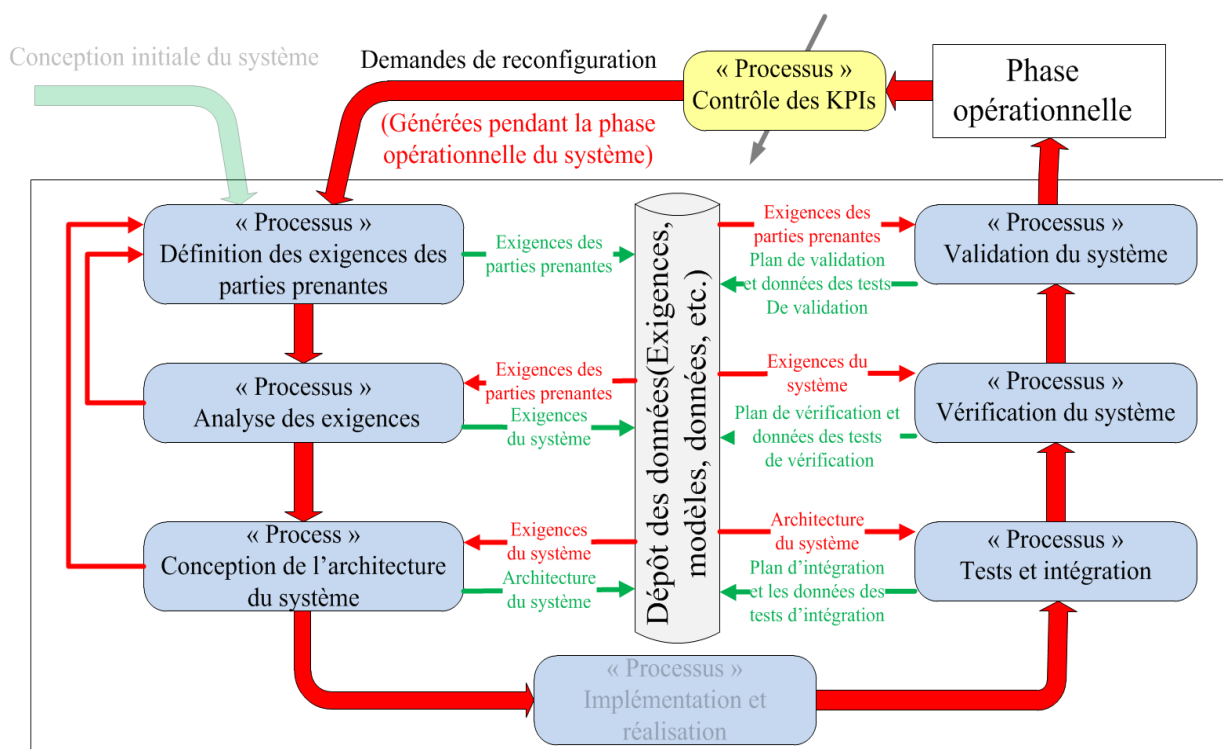 Conception initiale du système
Demandes de reconfiguration
(Générées pendant la phase
opérationnelle du système)
« Processus »
Contrôle des KPIs
Phase
opérationnelle
« Processus »
Définition des exigences des
parties prenantes
Exigences des
parties prenantes
« Processus »
Analyse des exigences
Exigences des
parties prenantes
Exigences
du système
« Process »
Conception de l’architecture
du système
Exigences
du système
Architecture
du système
Dépôt des données(Exigences,
modèles, données, etc.)
Exigences des
parties prenantes
Plan de validation
et données des tests
De validation
« Processus »
Validation du système
Exigences du
système
Plan de vérification et
données des tests
de vérification
« Processus »
Vérification du système
Architecture
du système
Plan d’intégration
et les données des
tests d’intégration
« Processus »
Tests et intégration
« Processus »
Implémentation et
réalisation